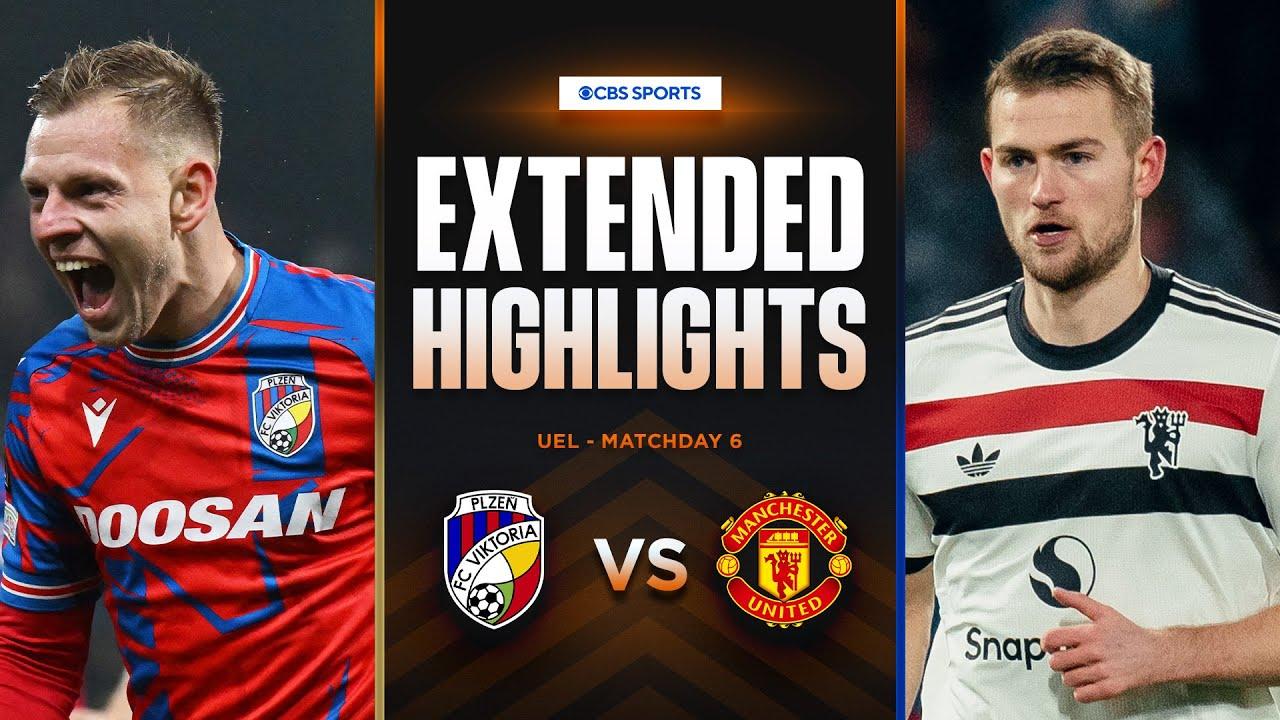 CBS SPORTS
EXTENDED
HIGHLIGHTS
UEL - MATCHDAY 6
PLZEŇ
FC VIKTORIA
VS
MANCHESTER
UNITED
PLZEŇ
FC VIKTORIA
DOOSAN
Snap